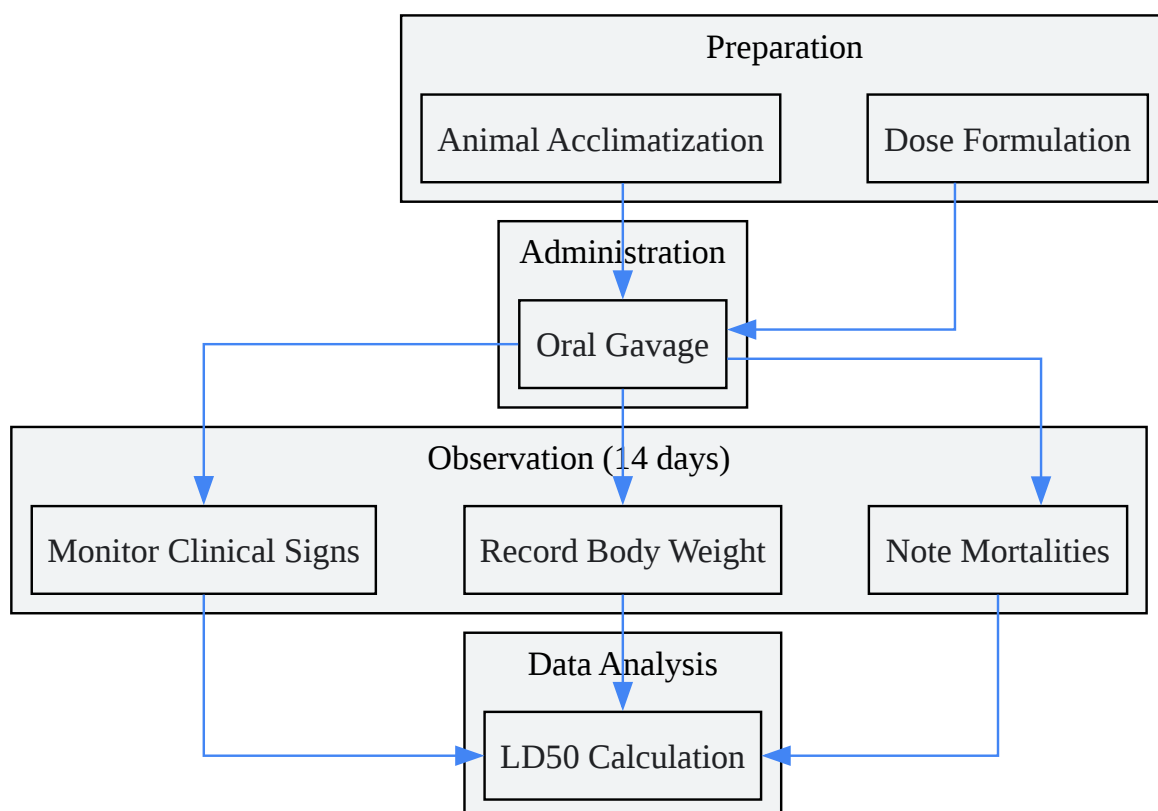 Preparation
Animal Acclimatization
Dose Formulation
Administration
Oral Gavage
Observation (14 days)
Monitor Clinical Signs
Record Body Weight
Note Mortalities
Data Analysis
LD50 Calculation